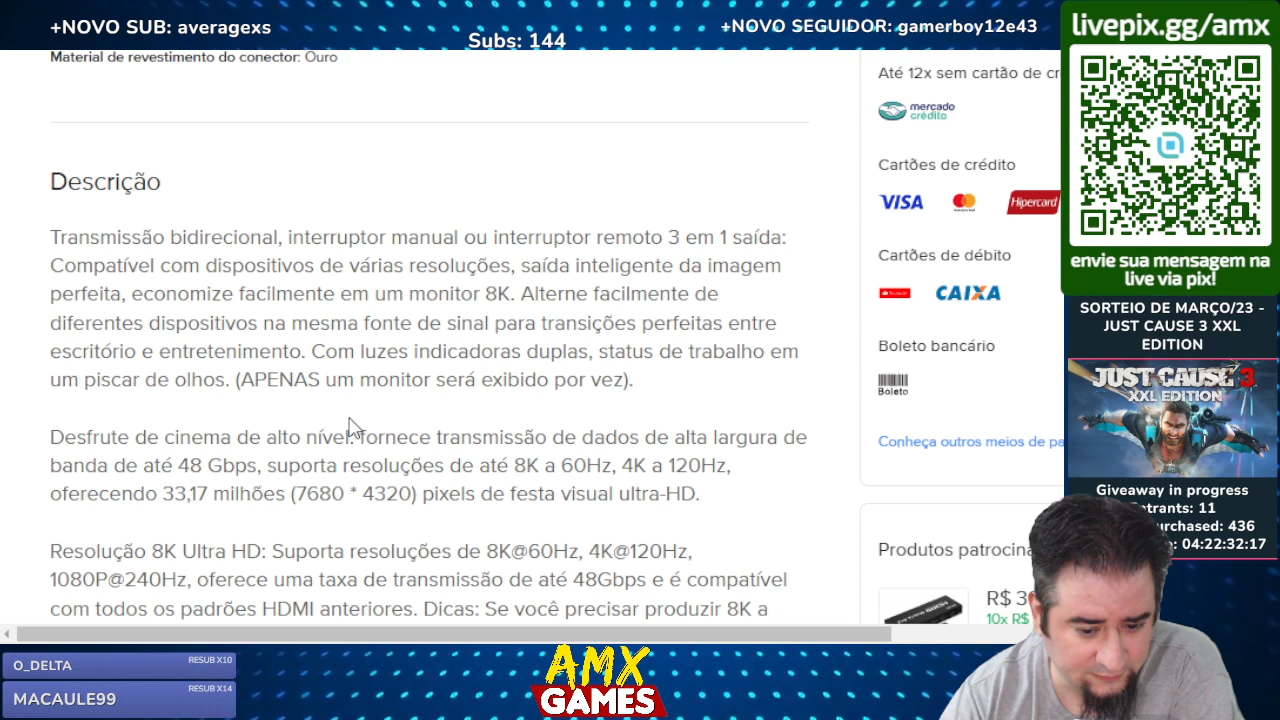 +NOVO SUB: averagexs
Subs: 144
+NOVO SEGUIDOR: gamerboy12e43
livepix.gg/amx
envie sua mensagem na
live via pix!
Material de revestimento do conector: Ouro
Descrição
Transmissão bidirecional, interruptor manual ou interruptor remoto 3 em 1 saída:
Compatível com dispositivos de várias resoluções, saída inteligente da imagem
perfeita, economize facilmente em um monitor 8K. Alterne facilmente de
diferentes dispositivos na mesma fonte de sinal para transições perfeitas entre
escritório e entretenimento. Com luzes indicadoras duplas, status de trabalho em
um piscar de olhos. (APENAS um monitor será exibido por vez).
Desfrute de cinema de alto nível fornece transmissão de dados de alta largura de
banda de até 48 Gbps, suporta resoluções de até 8K a 60Hz, 4K a 120Hz,
oferecendo 33,17 milhões (7680 * 4320) pixels de festa visual ultra-HD.
Resolução 8K Ultra HD: Suporta resoluções de 8K@60Hz, 4K@120Hz,
1080P@240Hz, oferece uma taxa de transmissão de até 48Gbps e é compatível
com todos os padrões HDMI anteriores. Dicas: Se você precisar produzir 8K a
Até 12x sem cartão de cr
mercado
crédito
Cartões de crédito
VISA
Hipercard
Cartões de débito
CAIXA
Boleto bancário
Boleto
Conheça outros meios de pa
Produtos patrocina
R$ 3
10x R$
SORTEIO DE MARÇO/23 -
JUST CAUSE 3 XXL
EDITION
JUST CAUSE 3
XXL EDITION
Giveaway in progress
ntrants: 11
urchased: 436
: 04:22:32:17
O_DELTA
RESUB X10
MACAULE99
RESUB X14
AMX
GAMES